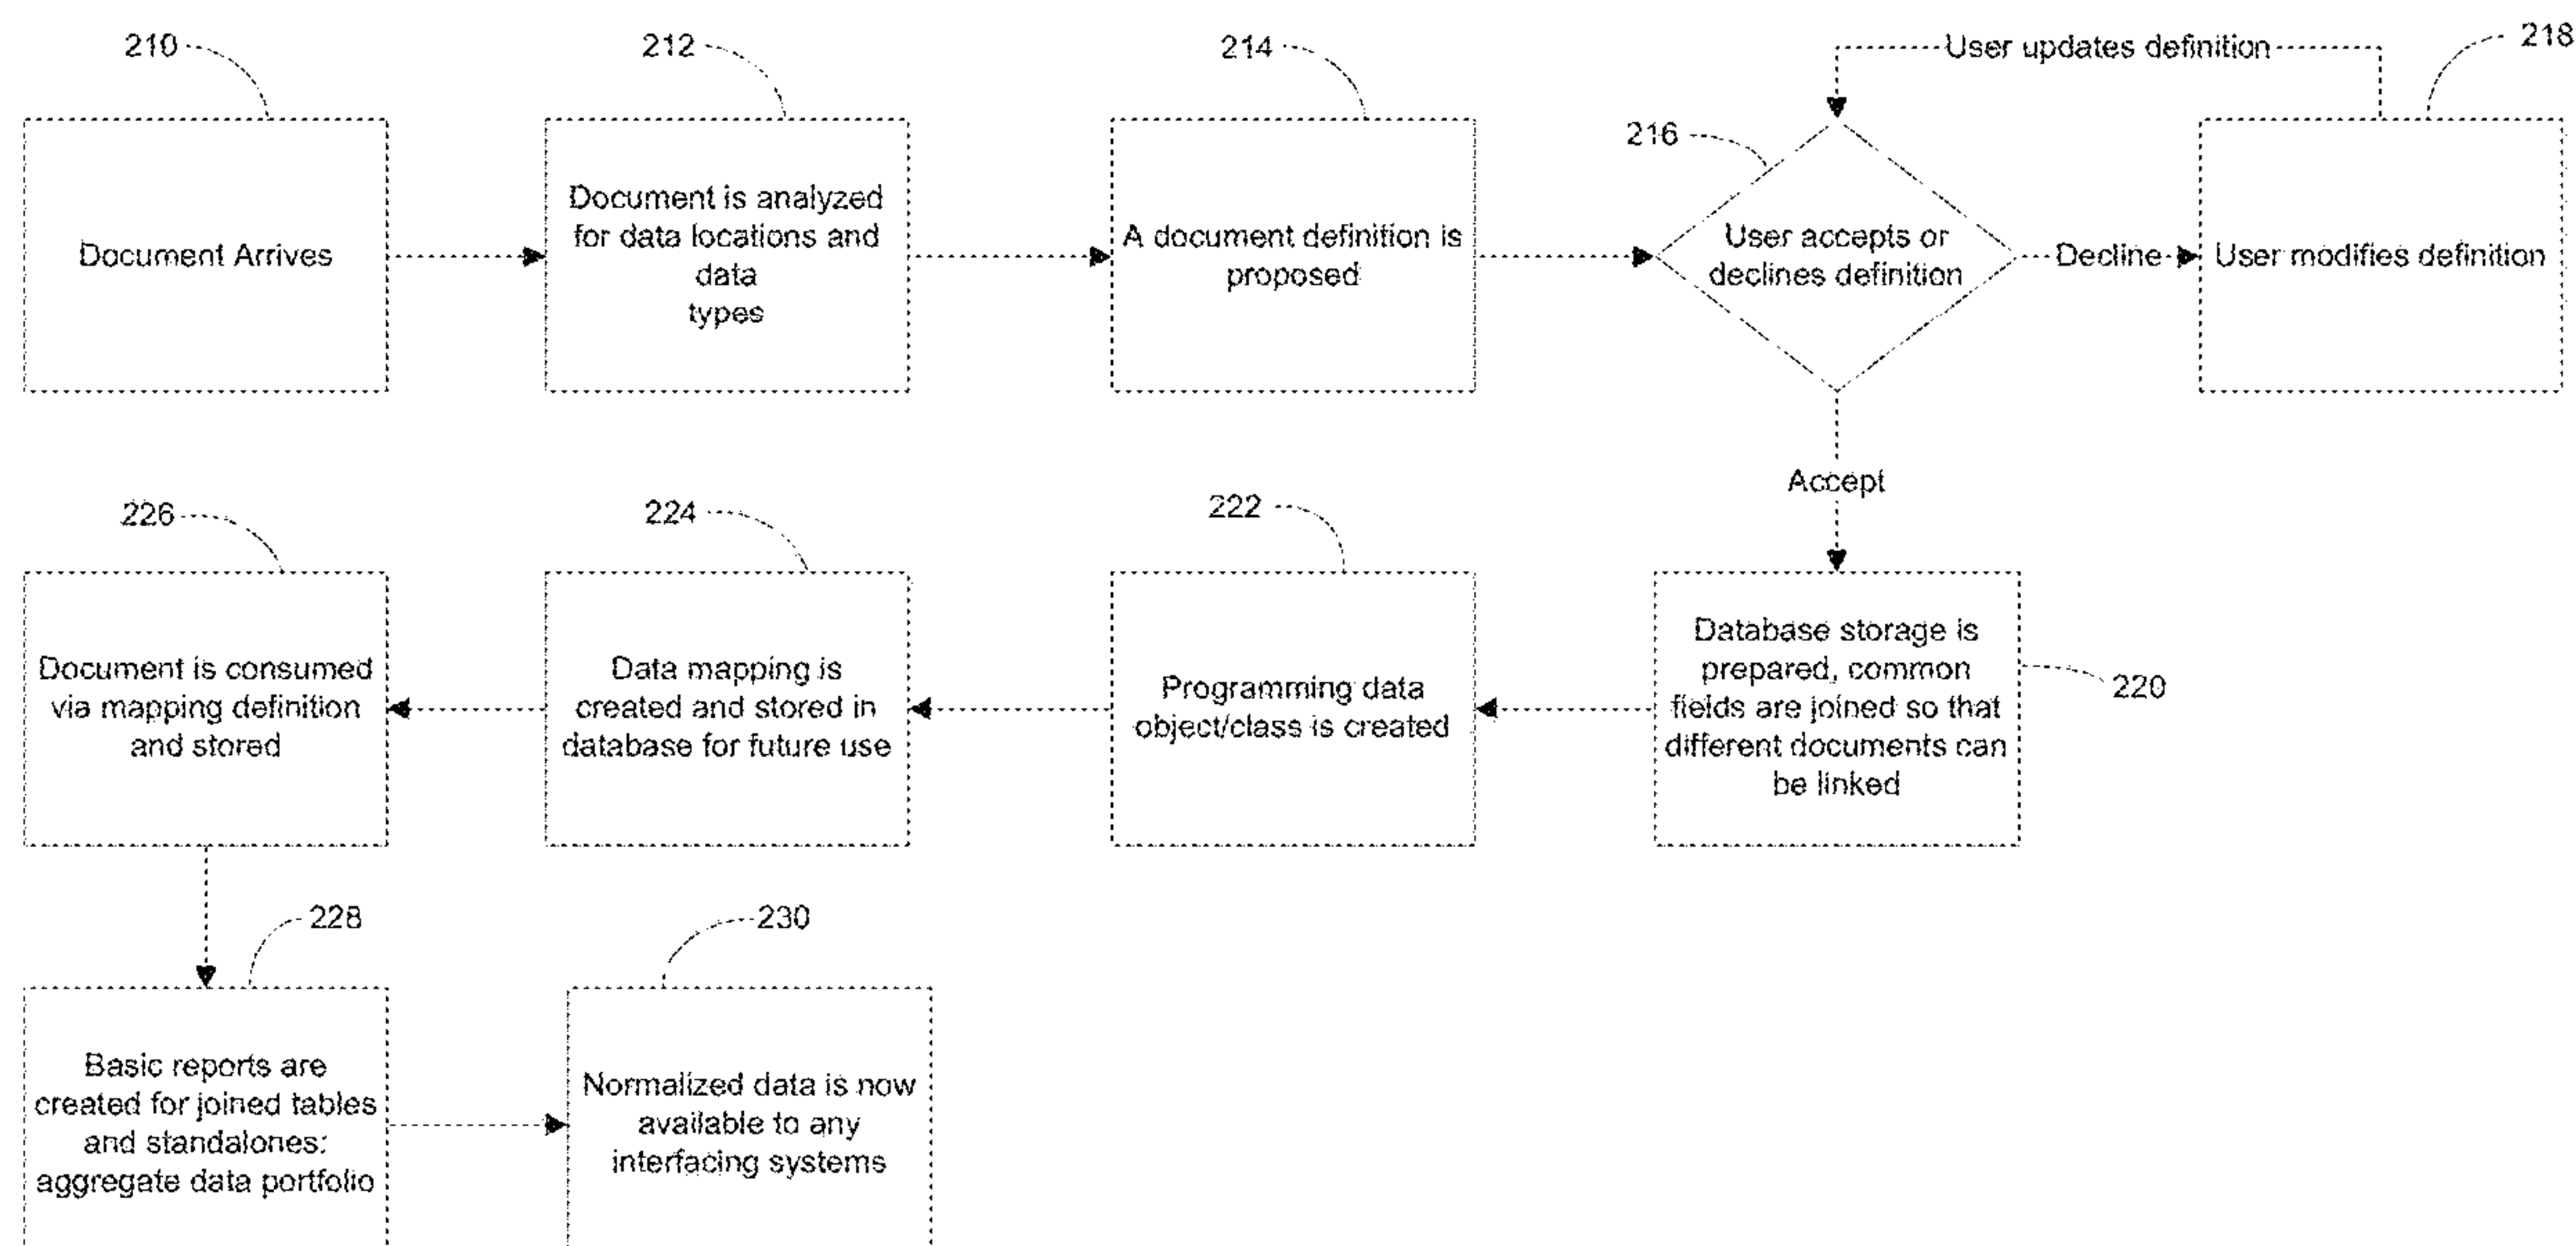 210
212
214
User updates definition
218
216
Document Arrives
Document is analyzed
for data locations and
data
types
A document definition is
proposed
User accepts or
declines definition
Decline
User modifies definition
Accept
226
224
222
Document is consumed
via mapping definition
and stored
Data mapping is
created and stored in
database for future use
Programming data
object/class is created
Database storage is
prepared, common
fields are joined so that
different documents can
be linked
220
228
230
Basic reports are
created for joined tables
and standalones:
aggregate data portfolio
Normalized data is now
available to any
interfacing systems